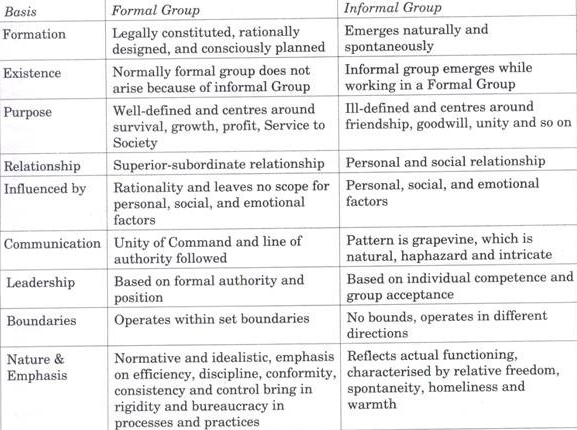 Basis Formal Group Informal Group
Formation Legally constituted, rationally Emerges naturally and
designed, and consciously planned spontaneously
Existence Normally formal group does not Informal group emerges while
arise because of informal Group working in a Formal Group
Purpose Well-defined and centres around Ill-defined and centres around
survival, growth, profit, Service to friendship, goodwill, unity and so on
Society
Relationship Superior-subordinate relationship Personal and social relationship
Influenced by Rationality and leaves no scope for Personal, social, and emotional
personal, social, and emotional factors
factors
Communication Unity of Command and line of Pattern is grapevine, which is
authority followed natural, haphazard and intricate
Leadership Based on formal authority and Based on individual competence and
position group acceptance
Boundaries Operates within set boundaries No bounds, operates in different
directions
Nature & Normative and idealistic, emphasis Reflects actual functioning,
Emphasis on efficiency, discipline, conformity, characterised by relative freedom,
consistency and control bring in spontaneity, homeliness and
rigidity and bureaucracy in warmth
processes and practices